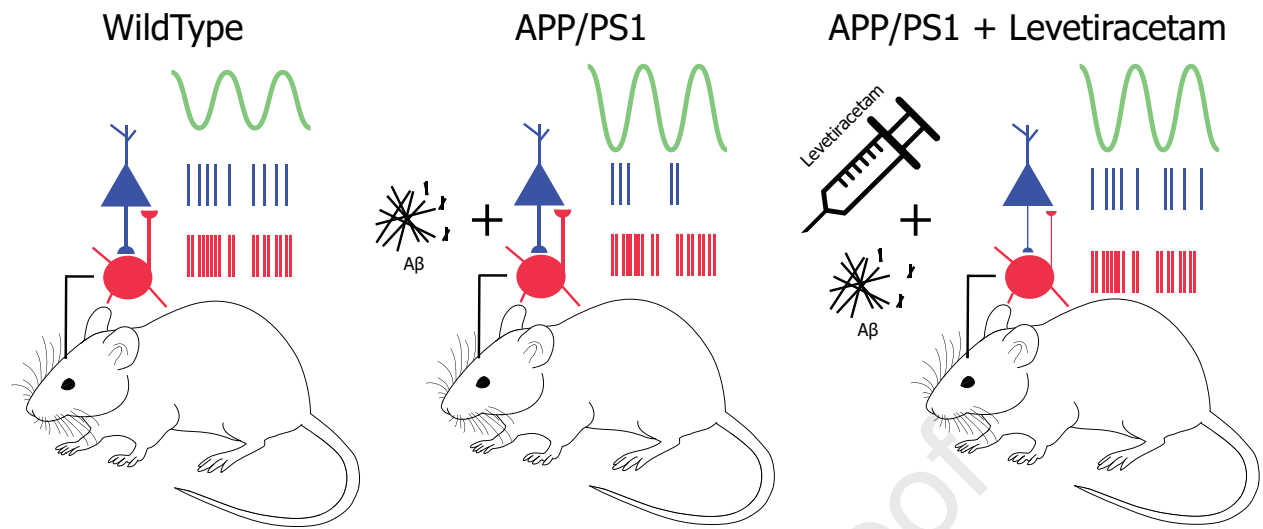 WildType
APP/PS1
APP/PS1 + Levetiracetam
Levetiracetam
Aβ
Aβ